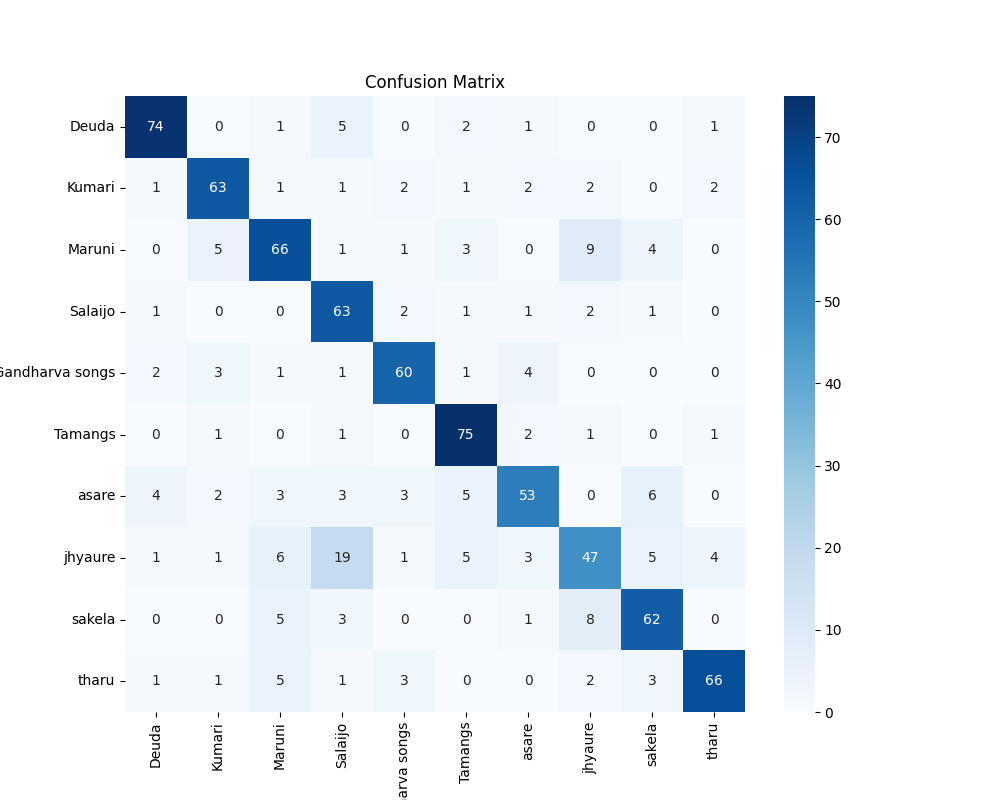 Confusion Matrix
Deuda 74 0 1 5 0 2 1 0 0 1
Kumari 1 63 1 1 2 1 2 2 0 2
Maruni 0 5 66 1 1 3 0 9 4 0
Salaijo 1 0 0 63 2 1 1 2 1 0
Gandharva songs 2 3 1 1 60 1 4 0 0 0
Tamangs 0 1 0 1 0 75 2 1 0 1
asare 4 2 3 3 3 5 53 0 6 0
jhyaure 1 1 6 19 1 5 3 47 5 4
sakela 0 0 5 3 0 0 1 8 62 0
tharu 1 1 5 1 3 0 0 2 3 66
Deuda Kumari Maruni Salaijo harva songs Tamangs asare jhyaure sakela tharu
70
60
50
40
30
20
10
0